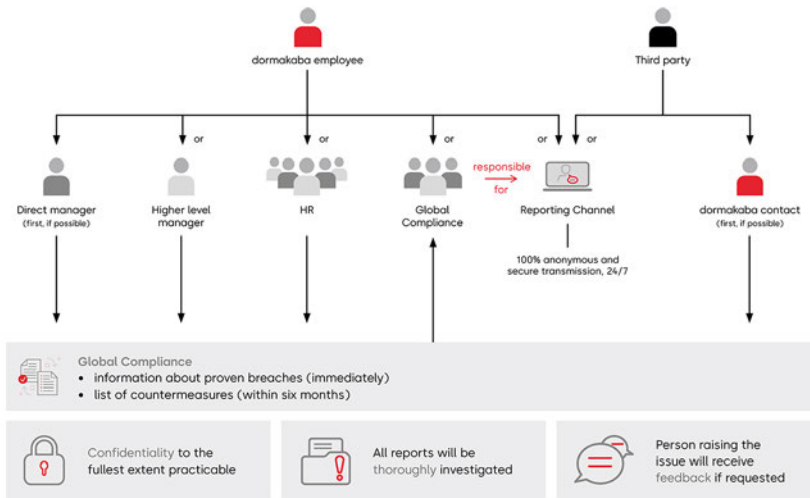 dormakaba employee
Third party
or
or
or
or
or
responsible
for
Direct manager
(first, if possible)
Higher level
manager
HR
Global
Compliance
Reporting Channel
dormakaba contact
(first, if possible)
100% anonymous and
secure transmission, 24/7
Global Compliance
• information about proven breaches (immediately)
• list of countermeasures (within six months)
Confidentiality to the
fullest extent practicable
All reports will be
thoroughly investigated
Person raising the
issue will receive
feedback if requested